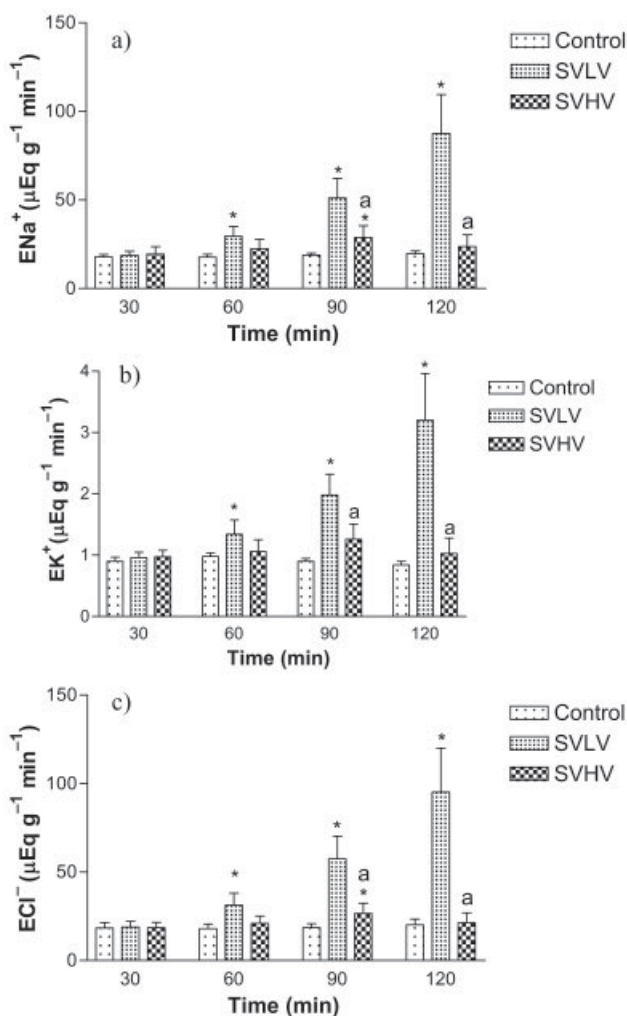 a)
150
100
50
0
ENa⁺ (μEq g⁻¹ min⁻¹)
* * a * * a
30 60 90 120
Time (min)
Control
SVLV
SVHV
b)
4
3
2
1
0
EK⁺ (μEq g⁻¹ min⁻¹)
* * a * a
30 60 90 120
Time (min)
Control
SVLV
SVHV
c)
150
100
50
0
ECl⁻ (μEq g⁻¹ min⁻¹)
* * a * * a
30 60 90 120
Time (min)
Control
SVLV
SVHV